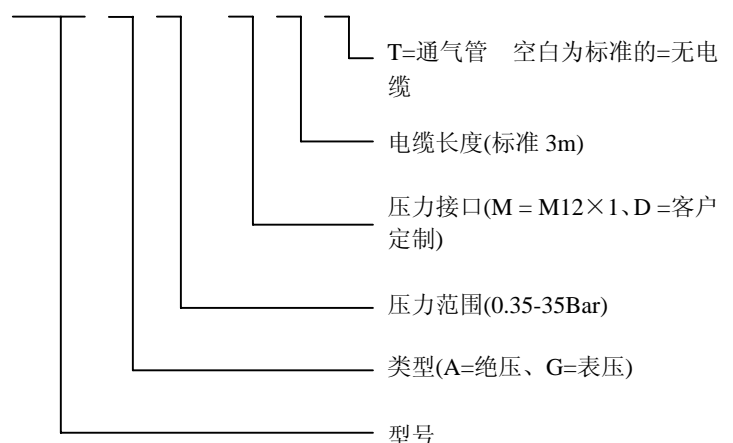 T=通气管 空白为标准的=无电
缆
电缆长度(标准 3m)
压力接口(M = M12×1、D =客户
定制)
压力范围(0.35-35Bar)
类型(A=绝压、G=表压)
型号